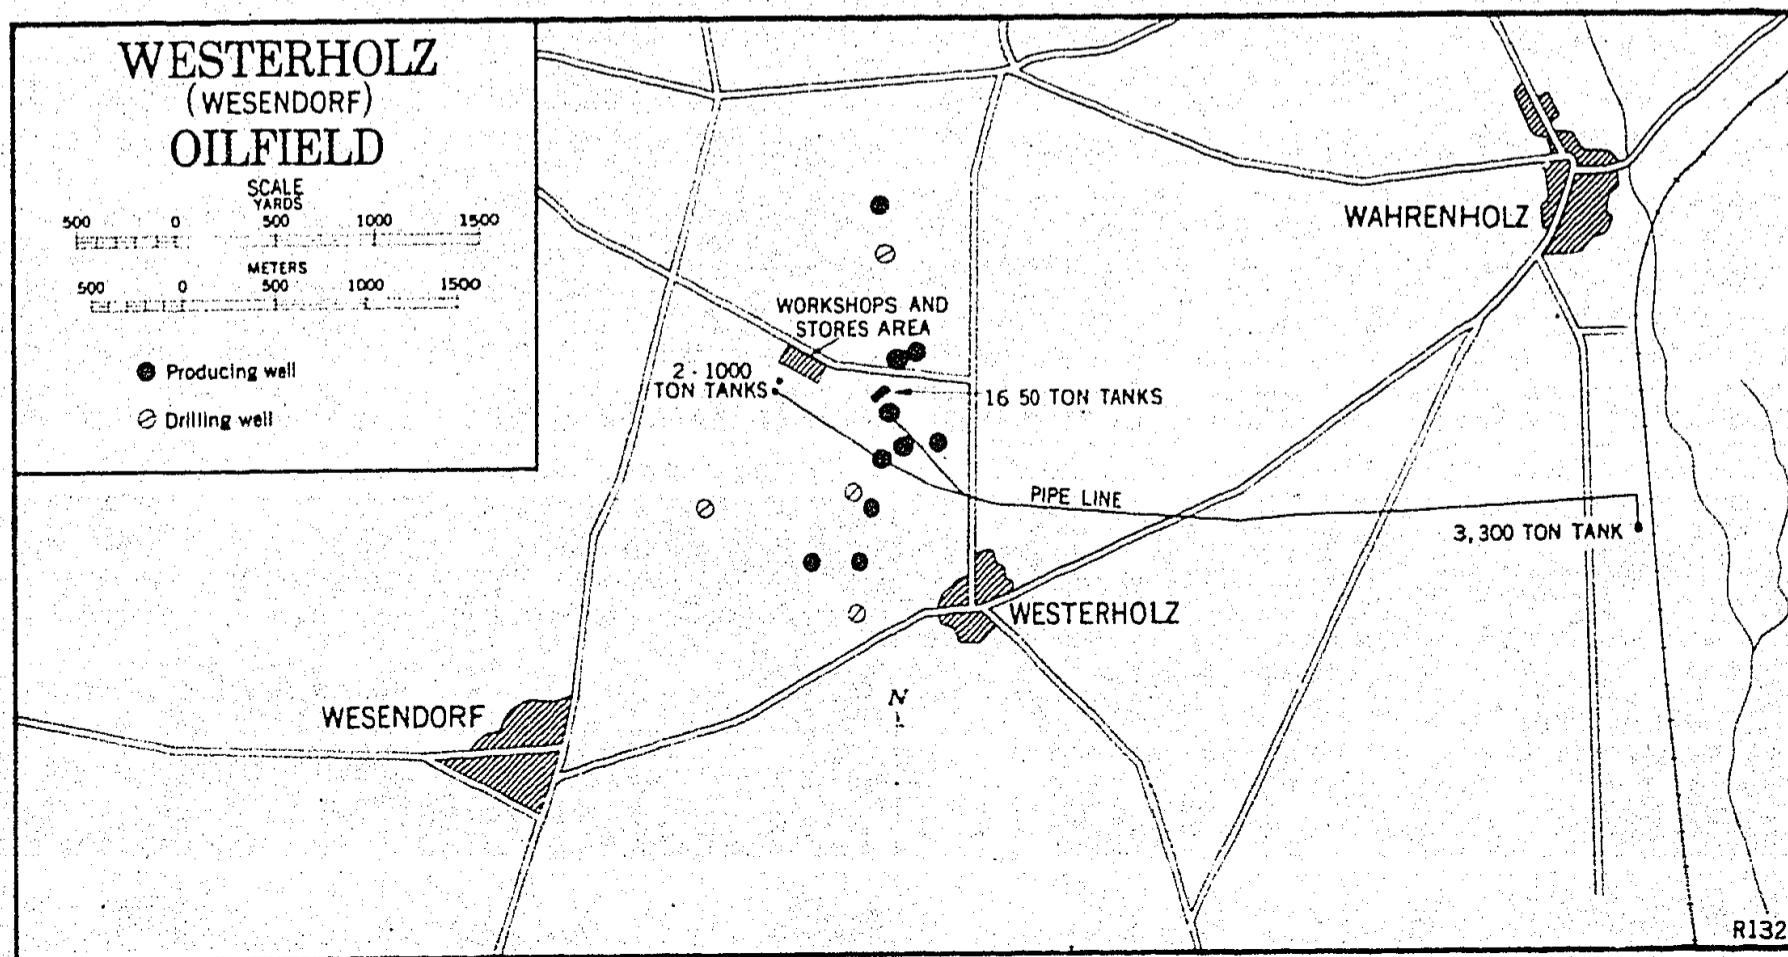 WESTERHOLZ
(WESENDORF)
OILFIELD
SCALE
YARDS
500 0 500 1000 1500
METERS
500 0 500 1000 1500
Producing well
Drilling well
WAHRENHOLZ
WORKSHOPS AND
STORES AREA
2 - 1000
TON TANKS
16 50 TON TANKS
PIPE LINE
3,300 TON TANK
WESTERHOLZ
N
WESENDORF
R132